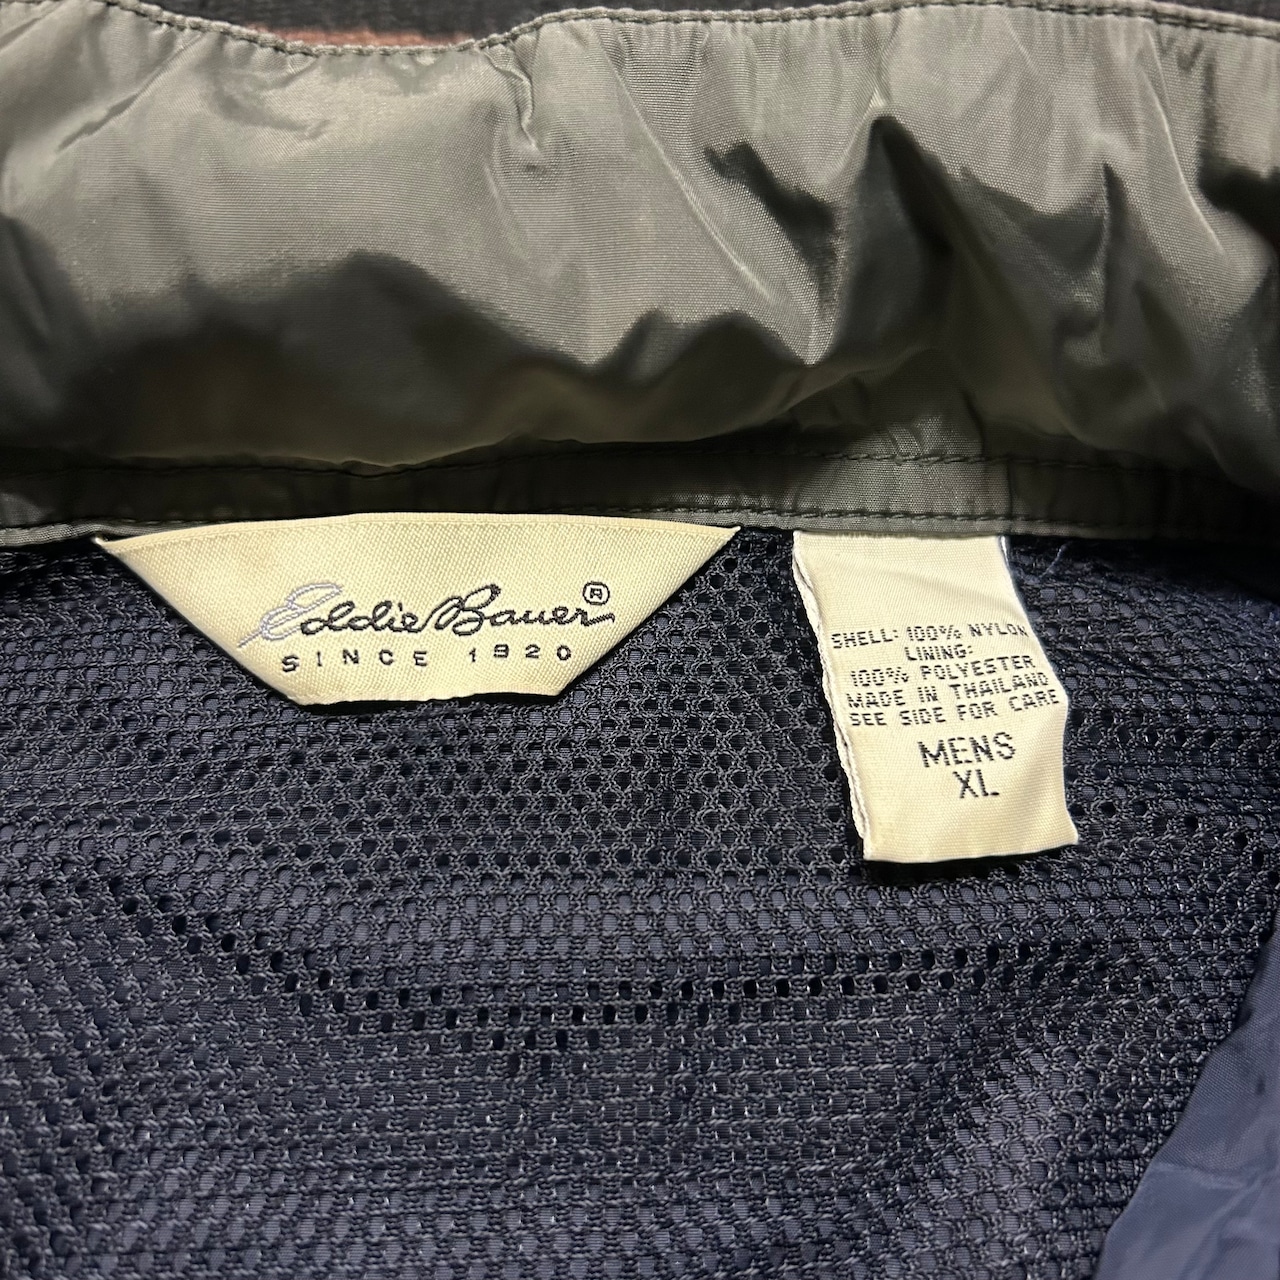 Eddie Bauer®
SINCE 1920
SHELL: 100% NYLON
LINING:
100% POLYESTER
MADE IN THAILAND
SEE SIDE FOR CARE
MENS
XL